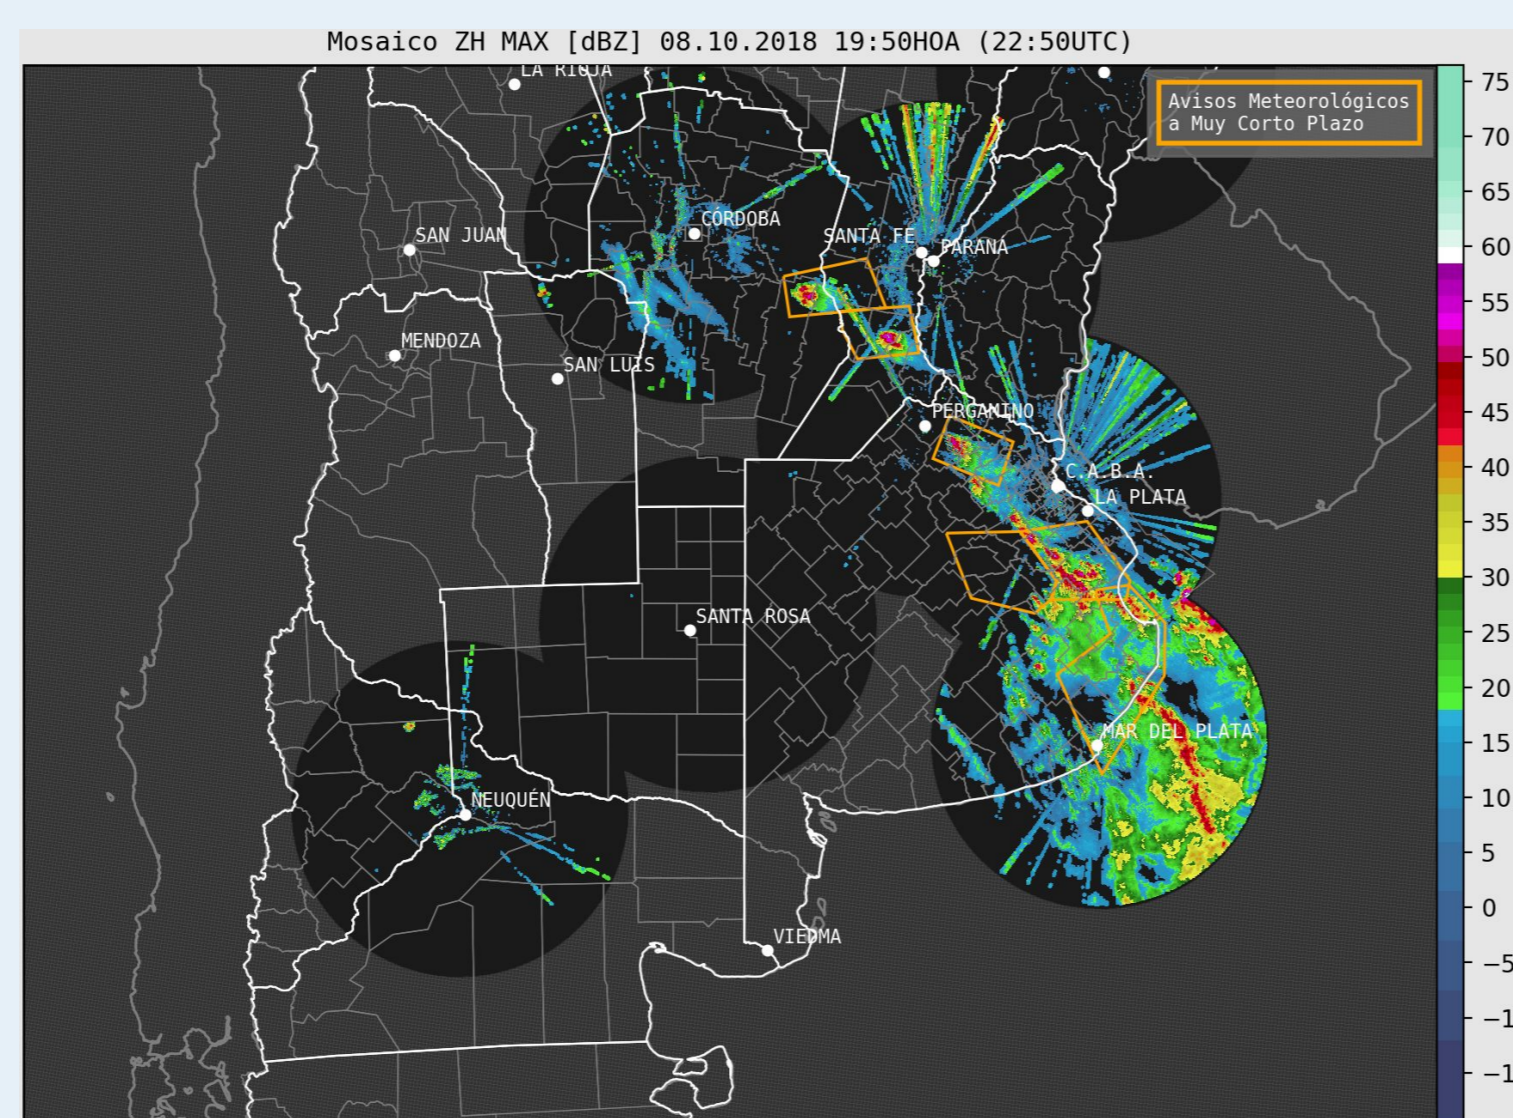 Mosaico ZH MAX [dBZ] 08.10.2018 19:50HOA (22:50UTC)
LA RIOJA
Avisos Meteorológicos
a Muy Corto Plazo
CÓRDOBA
SAN JUAN
SANTA FE
PARANÁ
MENDOZA
SAN LUIS
PERGAMINO
C.A.B.A.
LA PLATA
SANTA ROSA
MAR DEL PLATA
NEUQUÉN
VIEDMA
75
70
65
60
55
50
45
40
35
30
25
20
15
10
5
0
−5